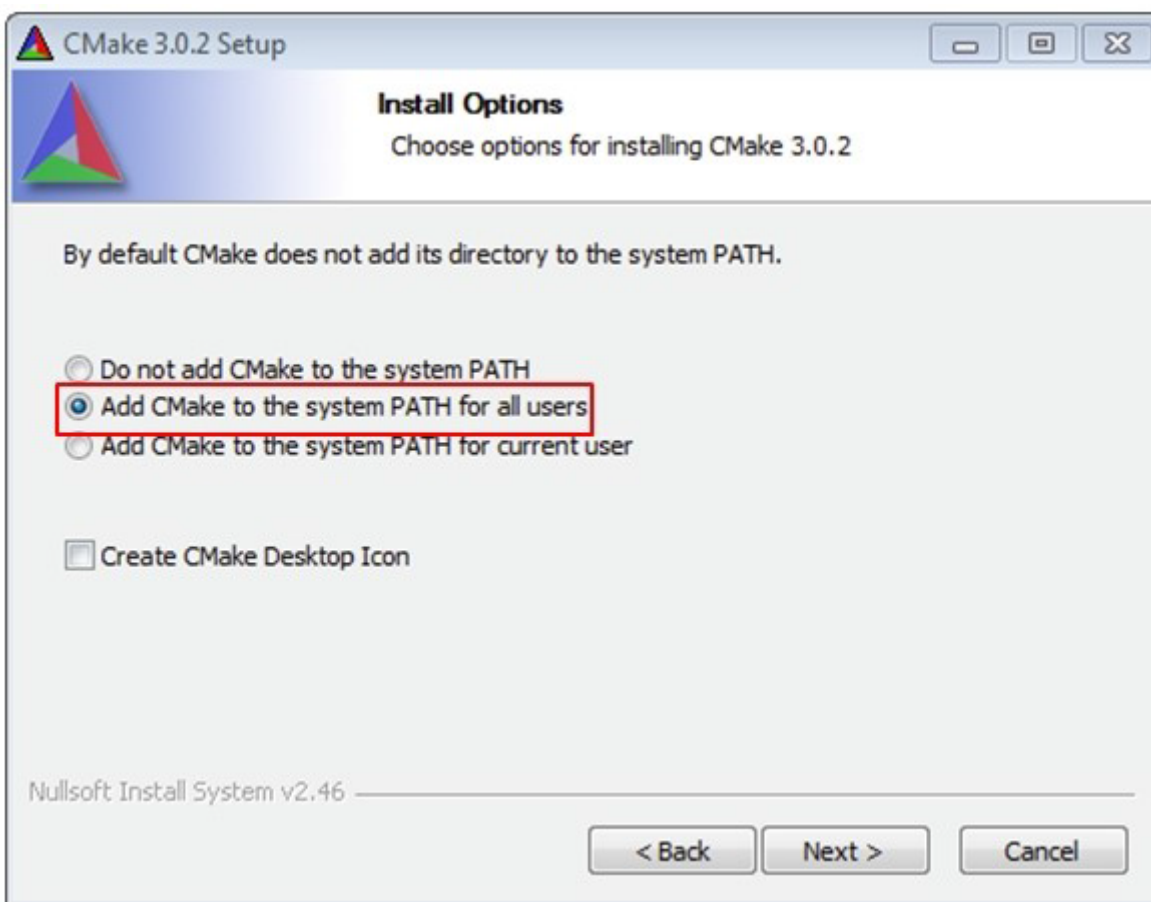 CMake 3.0.2 Setup
Install Options
Choose options for installing CMake 3.0.2
By default CMake does not add its directory to the system PATH.
Do not add CMake to the system PATH
Add CMake to the system PATH for all users
Add CMake to the system PATH for current user
Create CMake Desktop Icon
Nullsoft Install System v2.46
< Back Next > Cancel